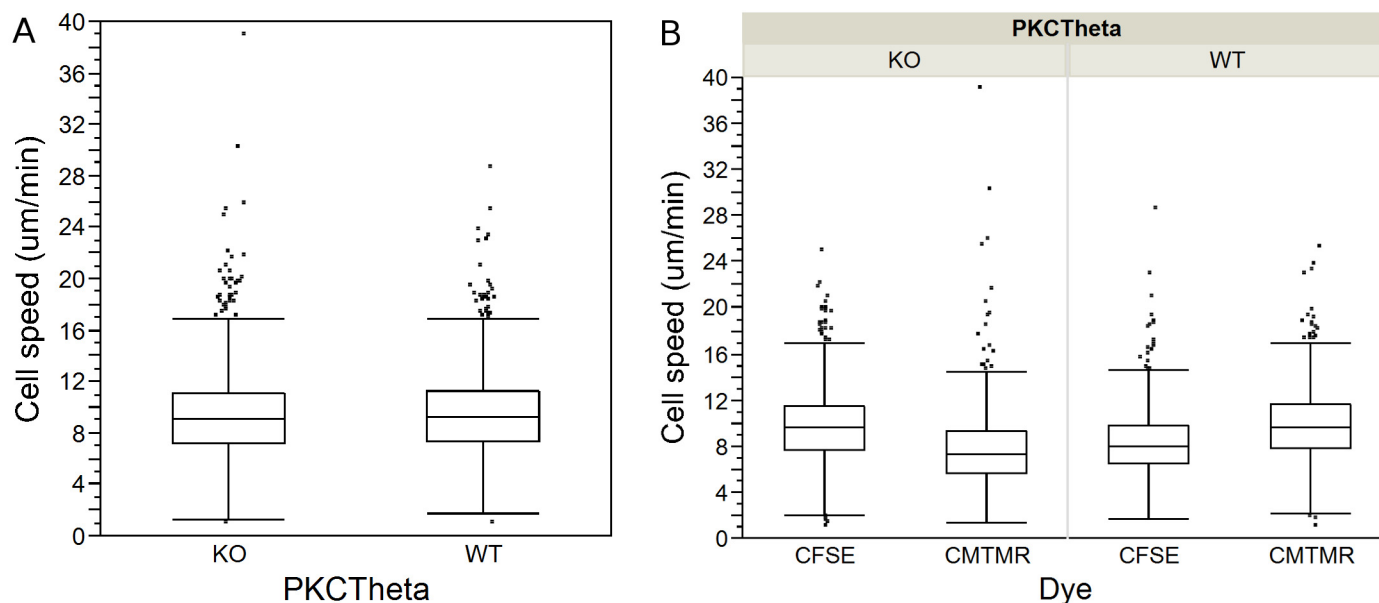 A
Cell speed (um/min)
40
36
32
28
24
20
16
12
8
4
0
KO WT
PKCTheta
B
PKCTheta
KO WT
Cell speed (um/min)
40
36
32
28
24
20
16
12
8
4
0
CFSE CMTMR CFSE CMTMR
Dye